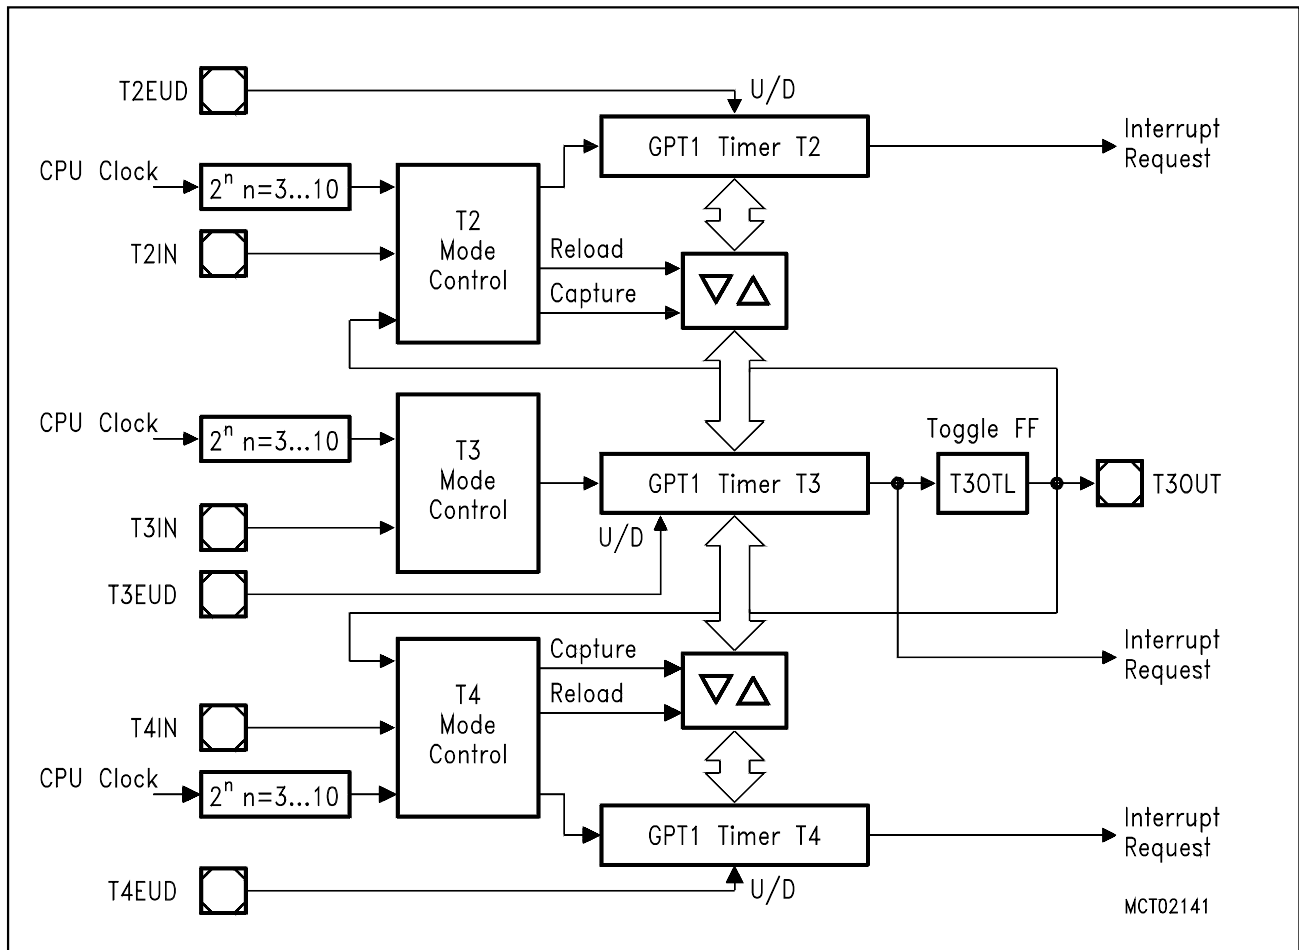 T2EUD
U/D
GPT1 Timer T2
Interrupt
Request
CPU Clock
2ⁿ n=3...10
T2
Mode
Control
T2IN
Reload
Capture
CPU Clock
2ⁿ n=3...10
T3
Mode
Control
Toggle FF
GPT1 Timer T3
T3OTL
T3OUT
T3IN
U/D
T3EUD
Interrupt
Request
Capture
Reload
T4
Mode
Control
T4IN
CPU Clock
2ⁿ n=3...10
GPT1 Timer T4
Interrupt
Request
T4EUD
U/D
MCT02141